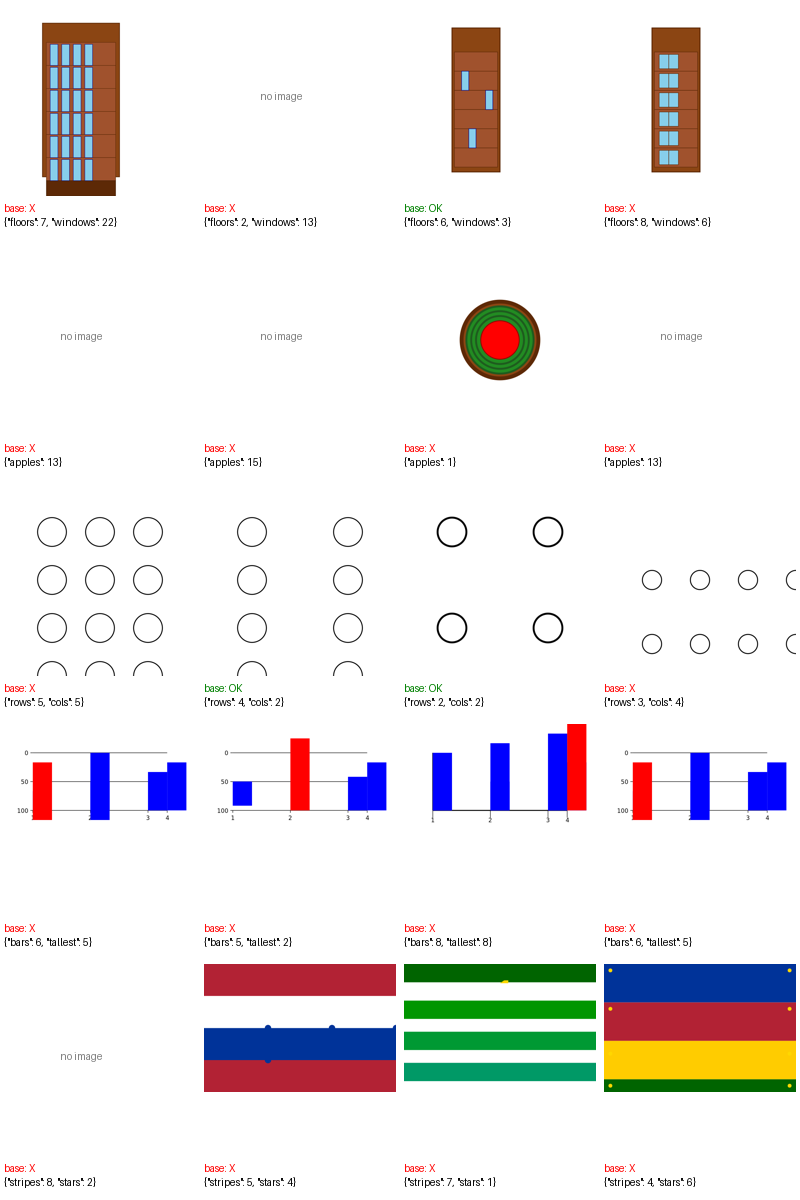 no image
base: X
base: X
base: OK
base: X
{"floors": 7, "windows": 22}
{"floors": 2, "windows": 13}
{"floors": 6, "windows": 3}
{"floors": 8, "windows": 6}
no image
no image
no image
base: X
base: X
base: X
base: X
{"apples": 13}
{"apples": 15}
{"apples": 1}
{"apples": 13}
base: X
base: OK
base: OK
base: X
{"rows": 5, "cols": 5}
{"rows": 4, "cols": 2}
{"rows": 2, "cols": 2}
{"rows": 3, "cols": 4}
0
50
100
3 4
0
50
100
1 2 3 4
1 2 3 4
0
50
100
3 4
base: X
base: X
base: X
base: X
{"bars": 6, "tallest": 5}
{"bars": 5, "tallest": 2}
{"bars": 8, "tallest": 8}
{"bars": 6, "tallest": 5}
no image
base: X
base: X
base: X
base: X
{"stripes": 8, "stars": 2}
{"stripes": 5, "stars": 4}
{"stripes": 7, "stars": 1}
{"stripes": 4, "stars": 6}